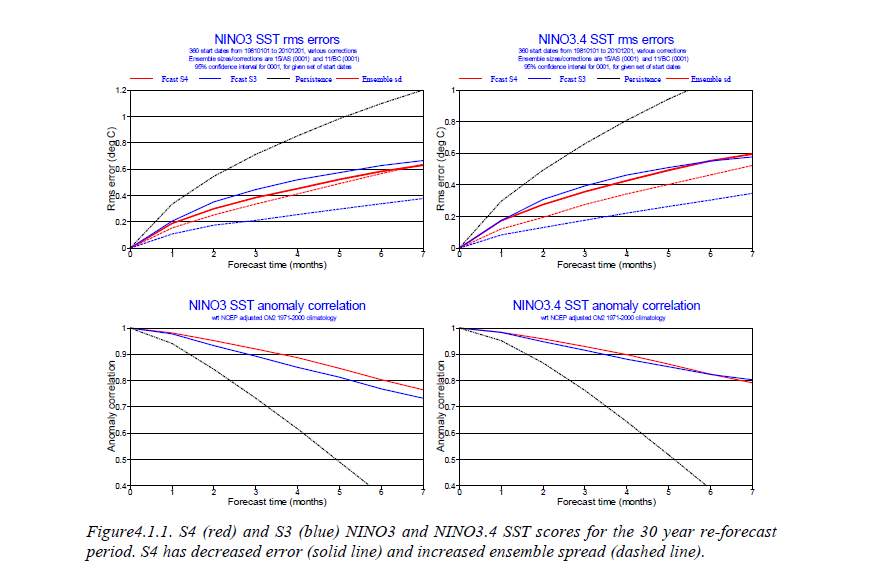 NINO3 SST rms errors
360 start dates from 19810101 to 20101201, various corrections
Ensemble sizes/corrections are 15/AS (0001) and 11/BC (0001)
95% confidence interval for 0001, for given set of start dates
Fcast S4 Fcast S3 Persistence Ensemble sd
1.2
1
0.8
0.6
0.4
0.2
0
Rms error (deg C)
0 1 2 3 4 5 6 7
Forecast time (months)
NINO3.4 SST rms errors
360 start dates from 19810101 to 20101201, various corrections
Ensemble sizes/corrections are 15/AS (0001) and 11/BC (0001)
95% confidence interval for 0001, for given set of start dates
Fcast S4 Fcast S3 Persistence Ensemble sd
1
0.8
0.6
0.4
0.2
0
Rms error (deg C)
0 1 2 3 4 5 6 7
Forecast time (months)
NINO3 SST anomaly correlation
wrt NCEP adjusted OIv2 1971-2000 climatology
1
0.9
0.8
0.7
0.6
0.5
0.4
Anomaly correlation
0 1 2 3 4 5 6 7
Forecast time (months)
NINO3.4 SST anomaly correlation
wrt NCEP adjusted OIv2 1971-2000 climatology
1
0.9
0.8
0.7
0.6
0.5
0.4
Anomaly correlation
0 1 2 3 4 5 6 7
Forecast time (months)
Figure4.1.1. S4 (red) and S3 (blue) NINO3 and NINO3.4 SST scores for the 30 year re-forecast
period. S4 has decreased error (solid line) and increased ensemble spread (dashed line).